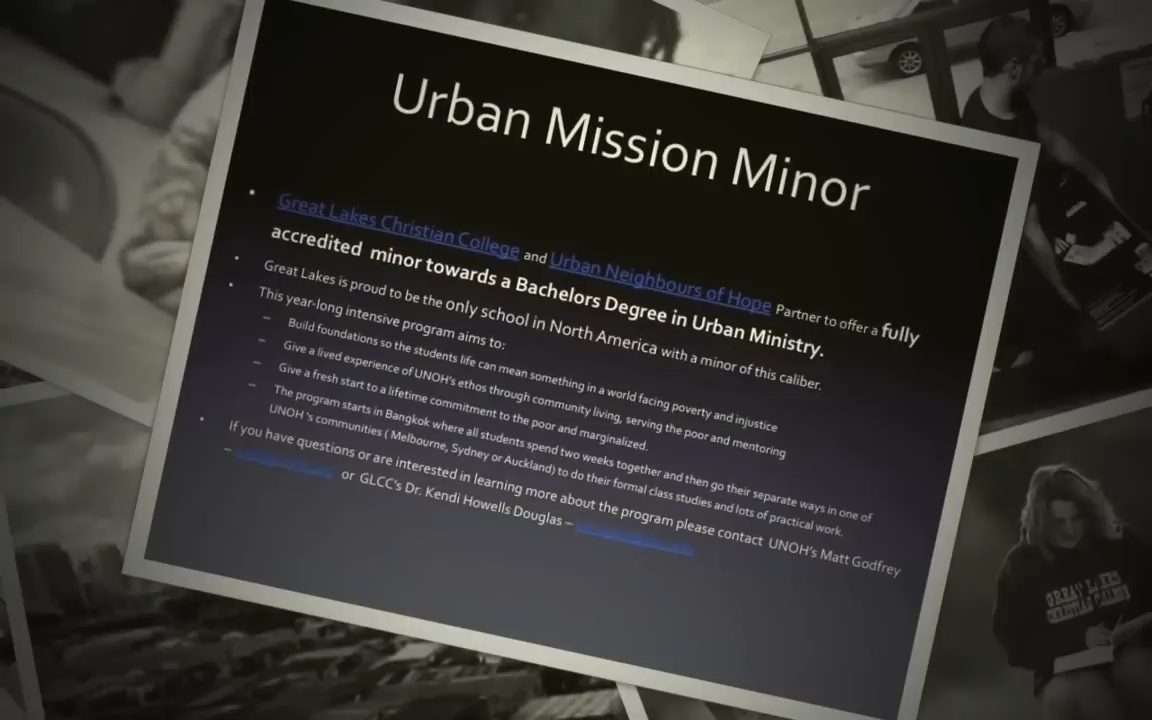 Urban Mission Minor
• Great Lakes Christian College and Urban Neighbours of Hope Partner to offer a fully
accredited minor towards a Bachelors Degree in Urban Ministry.
• Great Lakes is proud to be the only school in North America with a minor of this caliber.
• This year-long intensive program aims to:
– Build foundations so the students life can mean something in a world facing poverty and injustice
– Give a lived experience of UNOH's ethos through community living, serving the poor and mentoring
– Give a fresh start to a lifetime commitment to the poor and marginalized.
– The program starts in Bangkok where all students spend two weeks together and then go their separate ways in one of
UNOH 's communities ( Melbourne, Sydney or Auckland) to do their formal class studies and lots of practical work.
• If you have questions or are interested in learning more about the program please contact UNOH's Matt Godfrey
– or GLCC's Dr. Kendi Howells Douglas –
GREAT LAKES
CHRISTIAN